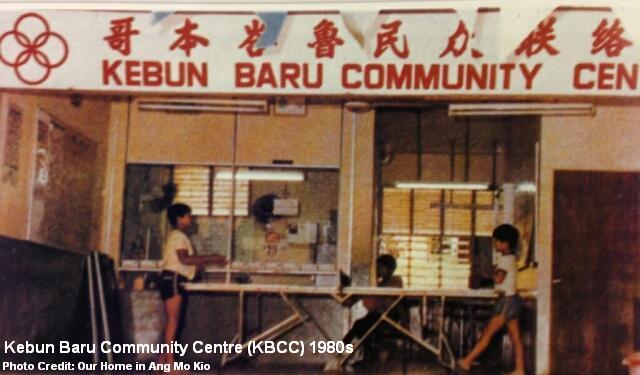 哥本峇魯民众联络
KEBUN BARU COMMUNITY CEN
Kebun Baru Community Centre (KBCC) 1980s
Photo Credit: Our Home in Ang Mo Kio